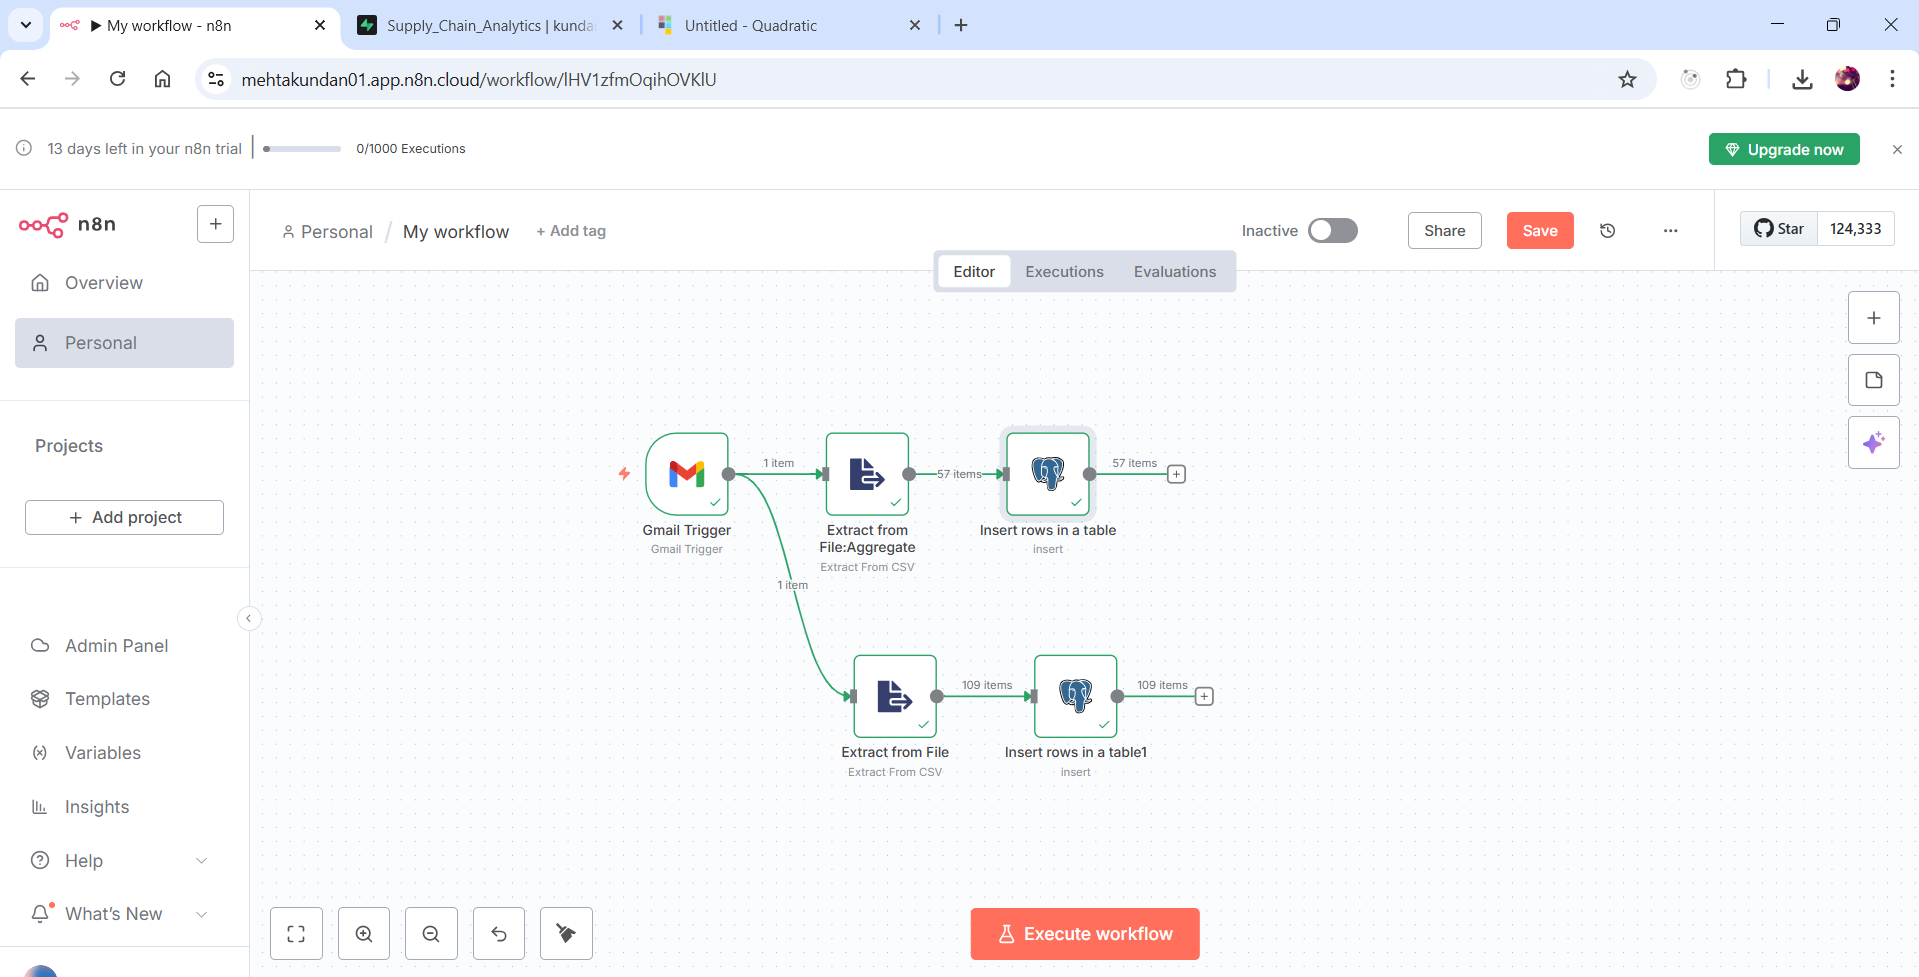 ▶ My workflow - n8n
Supply_Chain_Analytics | kunda
Untitled - Quadratic
mehtakundan01.app.n8n.cloud/workflow/lHV1zfmOqihOVKlU
13 days left in your n8n trial
0/1000 Executions
Upgrade now
n8n
Personal / My workflow
+ Add tag
Inactive
Share
Save
Star
124,333
Editor
Executions
Evaluations
Overview
Personal
Projects
Add project
Admin Panel
Templates
Variables
Insights
Help
What's New
1 item
57 items
57 items
Gmail Trigger
Gmail Trigger
Extract from
File:Aggregate
Extract From CSV
Insert rows in a table
insert
1 item
109 items
109 items
Extract from File
Extract From CSV
Insert rows in a table1
insert
Execute workflow